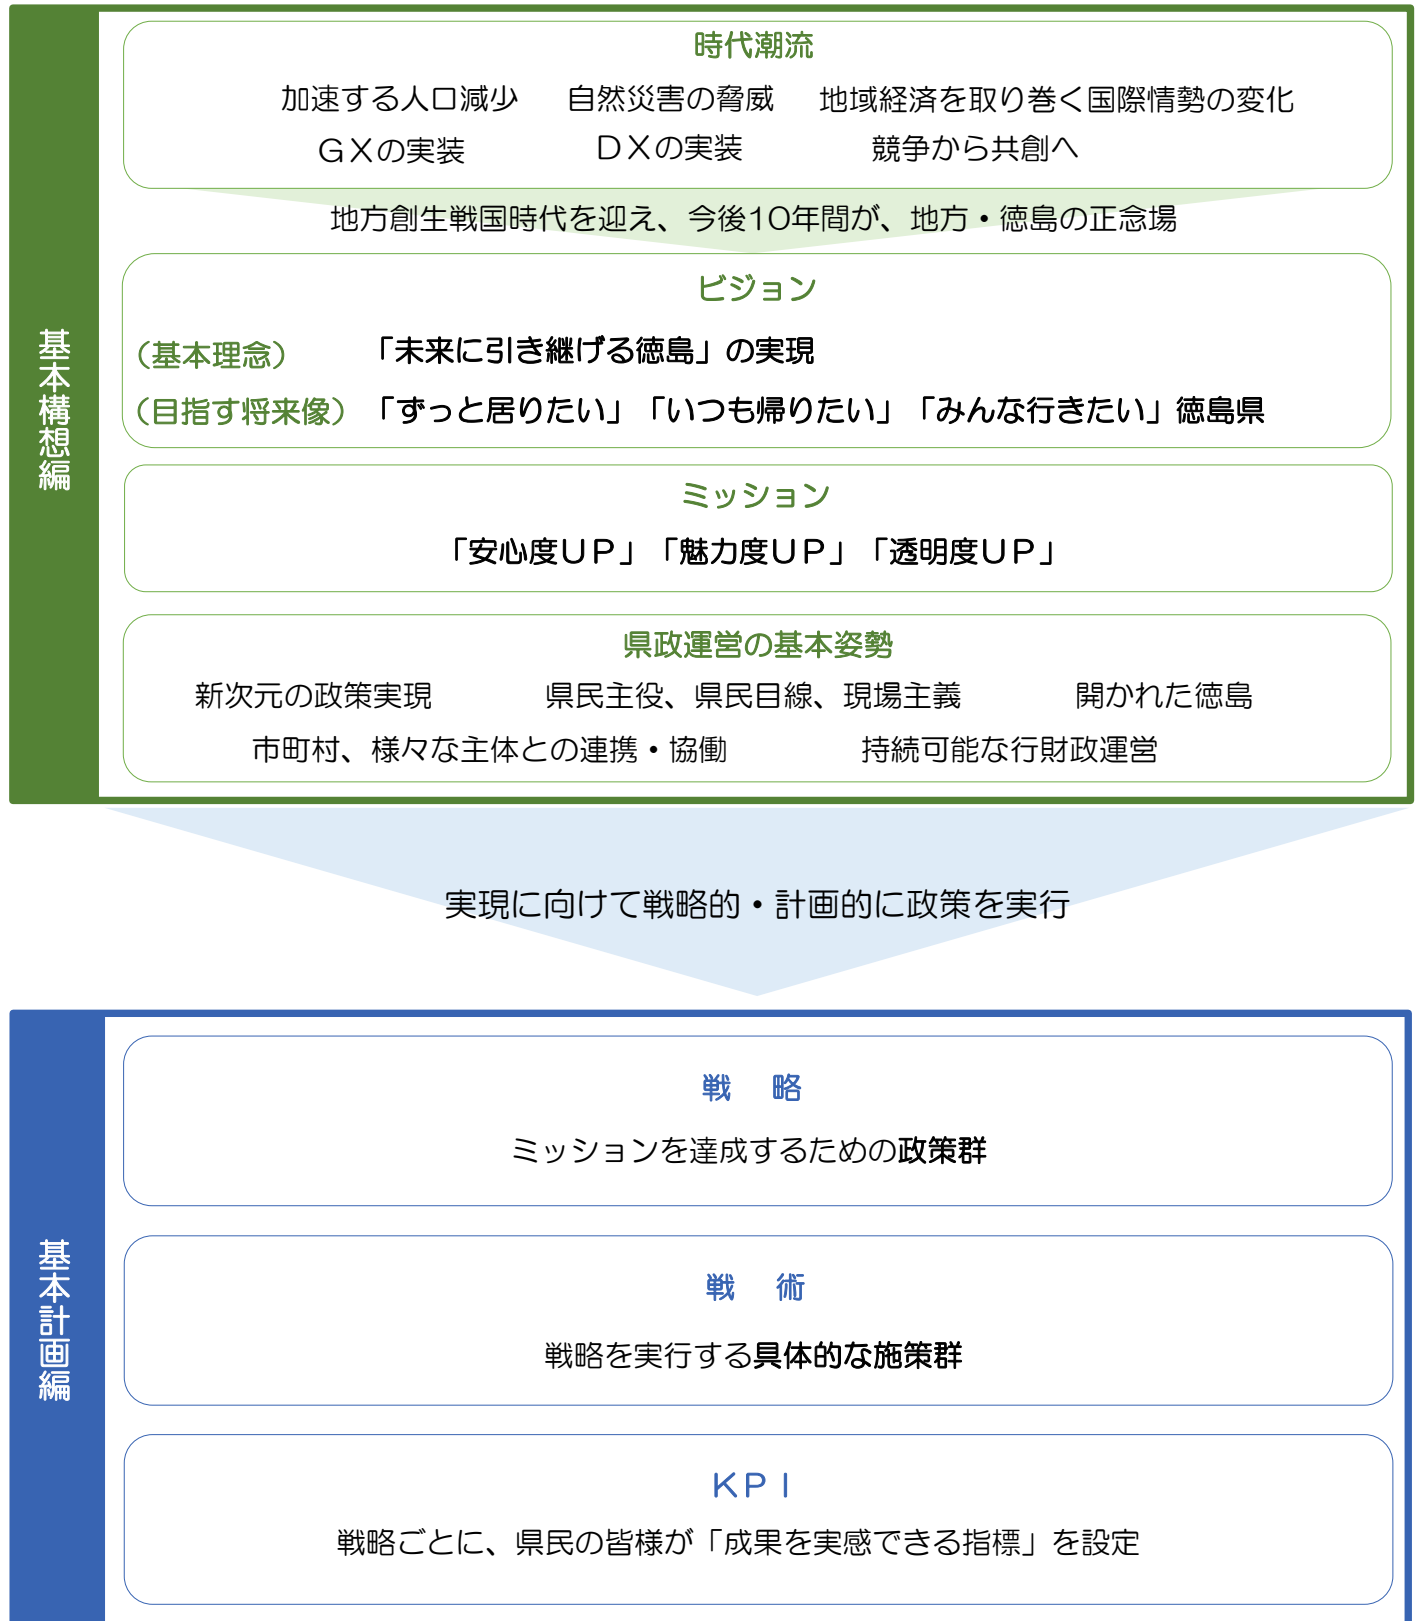 基本構想編
時代潮流
加速する人口減少 自然災害の脅威 地域経済を取り巻く国際情勢の変化
GXの実装 DXの実装 競争から共創へ
地方創生戦国時代を迎え、今後10年間が、地方・徳島の正念場
ビジョン
（基本理念） 「未来に引き継げる徳島」の実現
（目指す将来像） 「ずっと居りたい」「いつも帰りたい」「みんな行きたい」徳島県
ミッション
「安心度UP」「魅力度UP」「透明度UP」
県政運営の基本姿勢
新次元の政策実現 県民主役、県民目線、現場主義 開かれた徳島
市町村、様々な主体との連携・協働 持続可能な行財政運営
実現に向けて戦略的・計画的に政策を実行
基本計画編
戦 略
ミッションを達成するための政策群
戦 術
戦略を実行する具体的な施策群
KPI
戦略ごとに、県民の皆様が「成果を実感できる指標」を設定